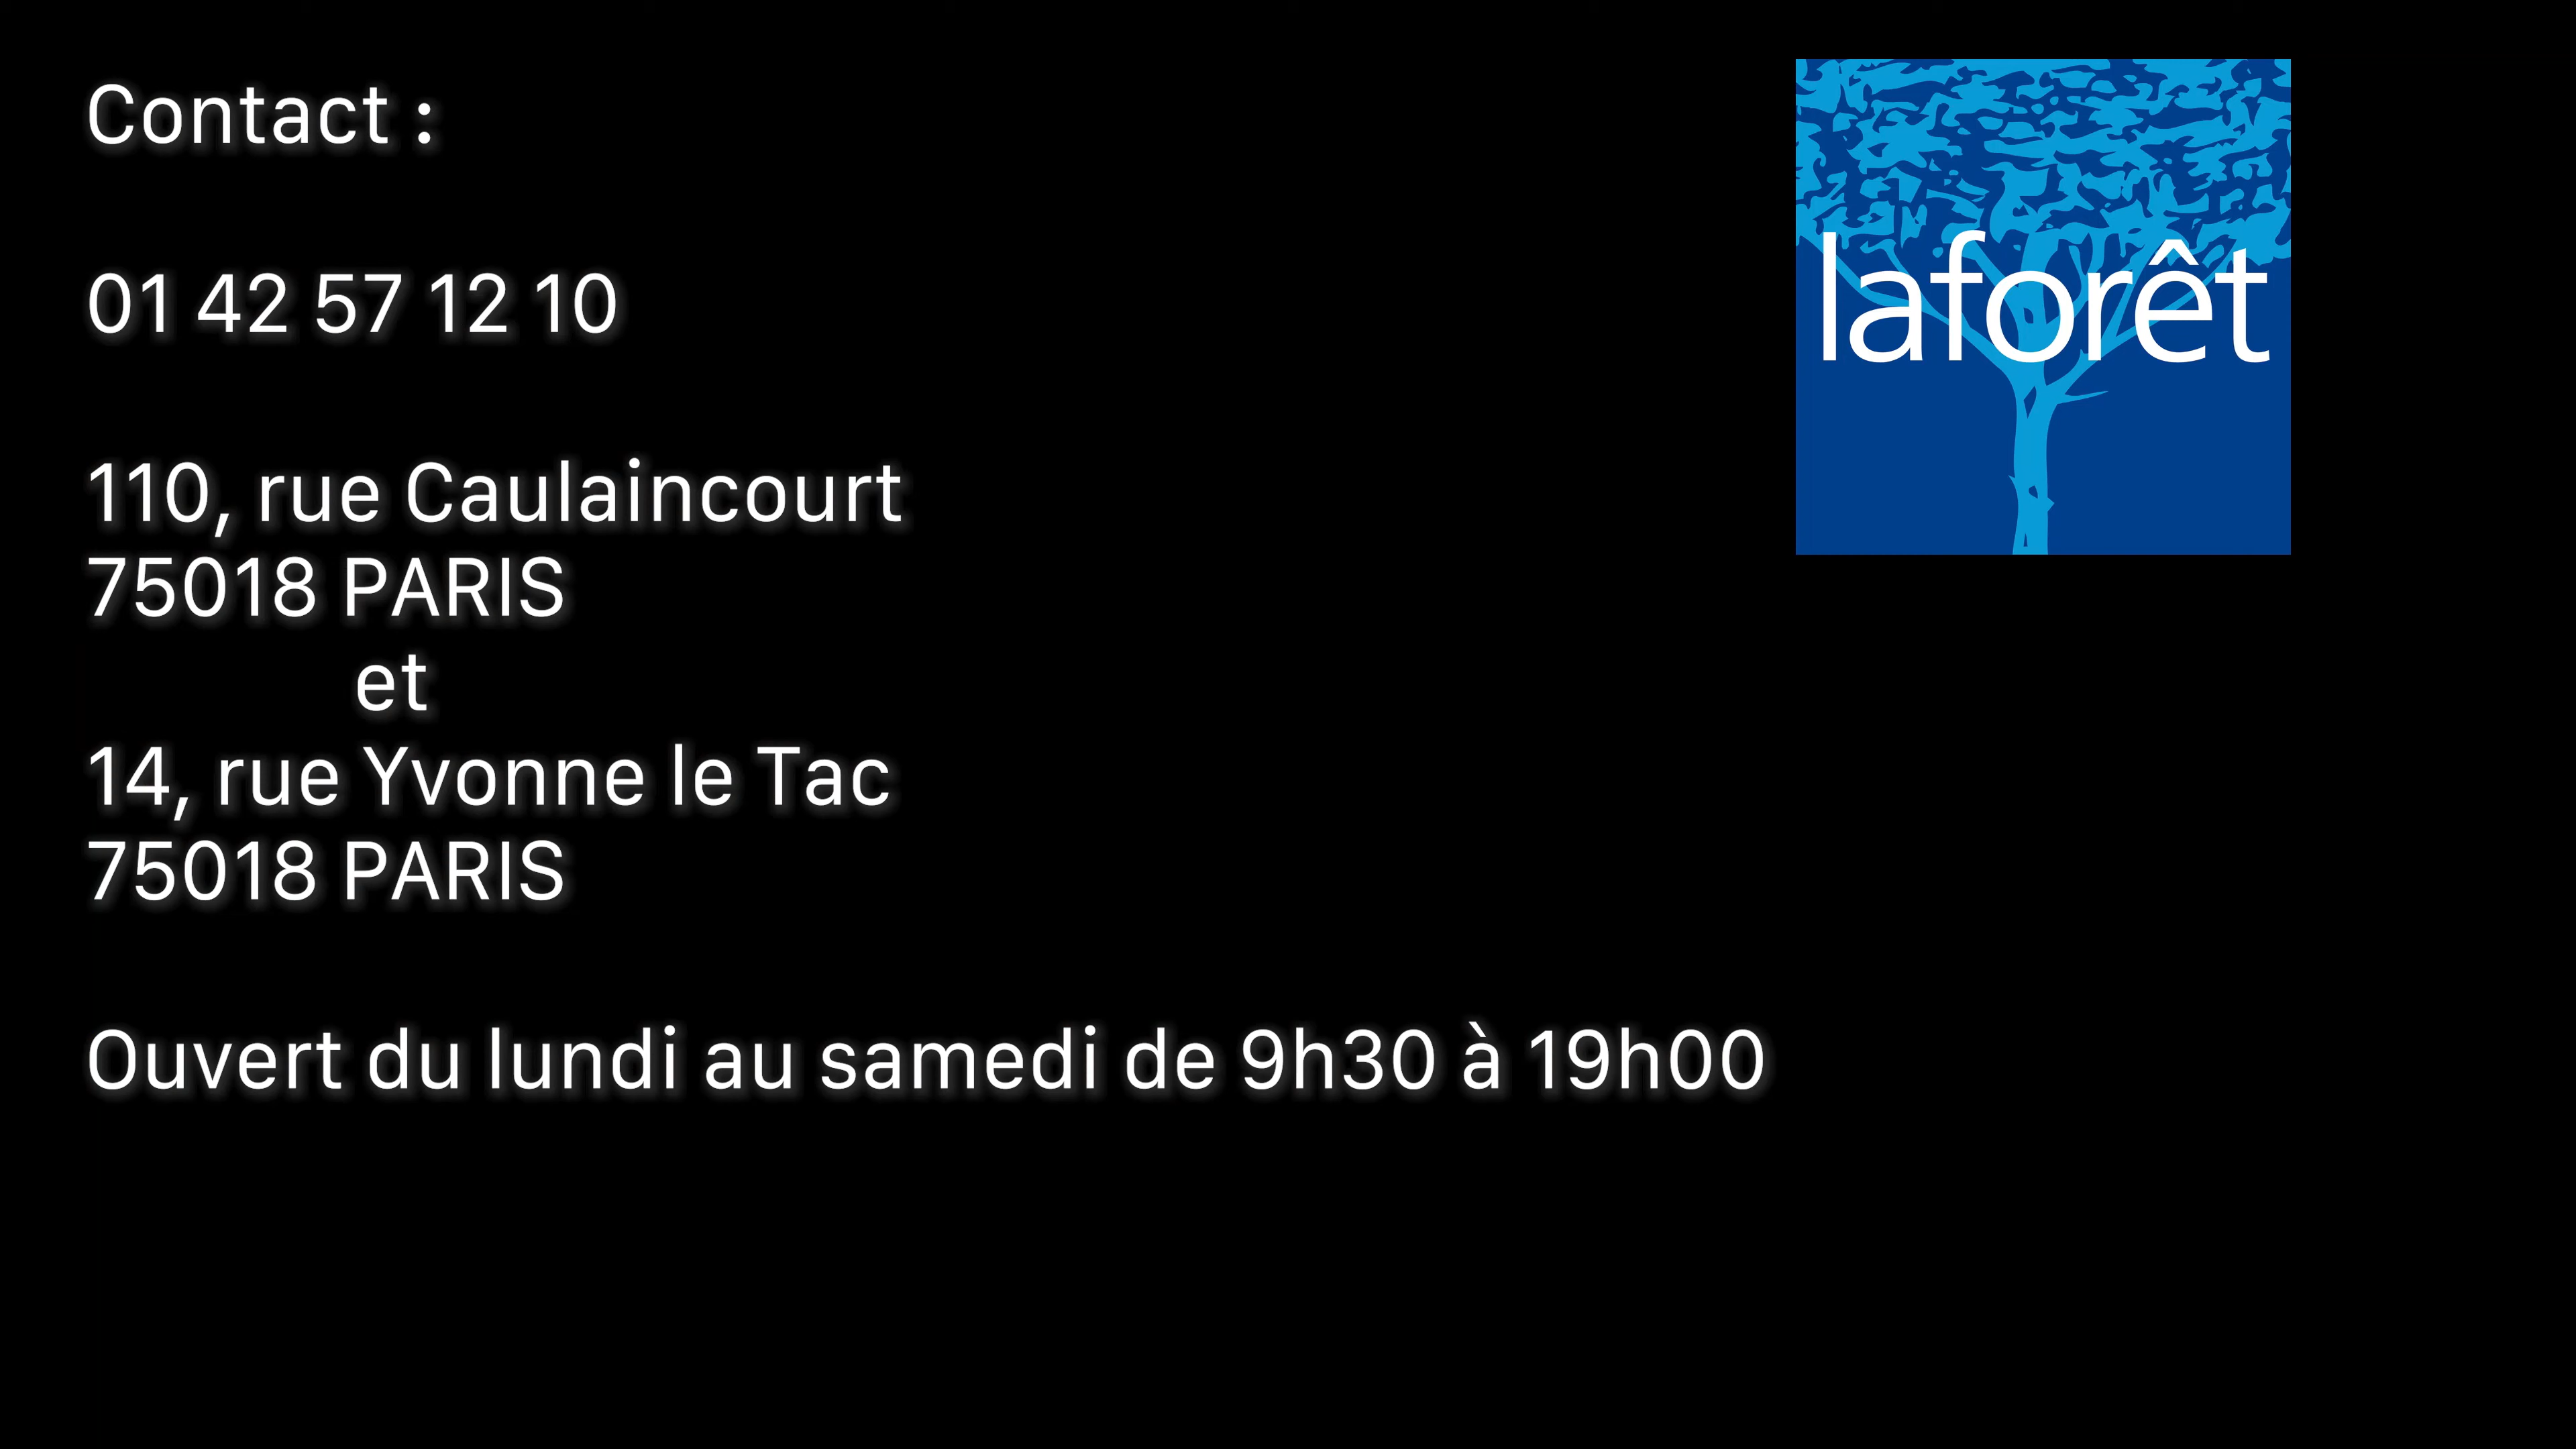 Contact :
01 42 57 12 10
110, rue Caulaincourt
75018 PARIS
et
14, rue Yvonne le Tac
75018 PARIS
Ouvert du lundi au samedi de 9h30 à 19h00
laforêt